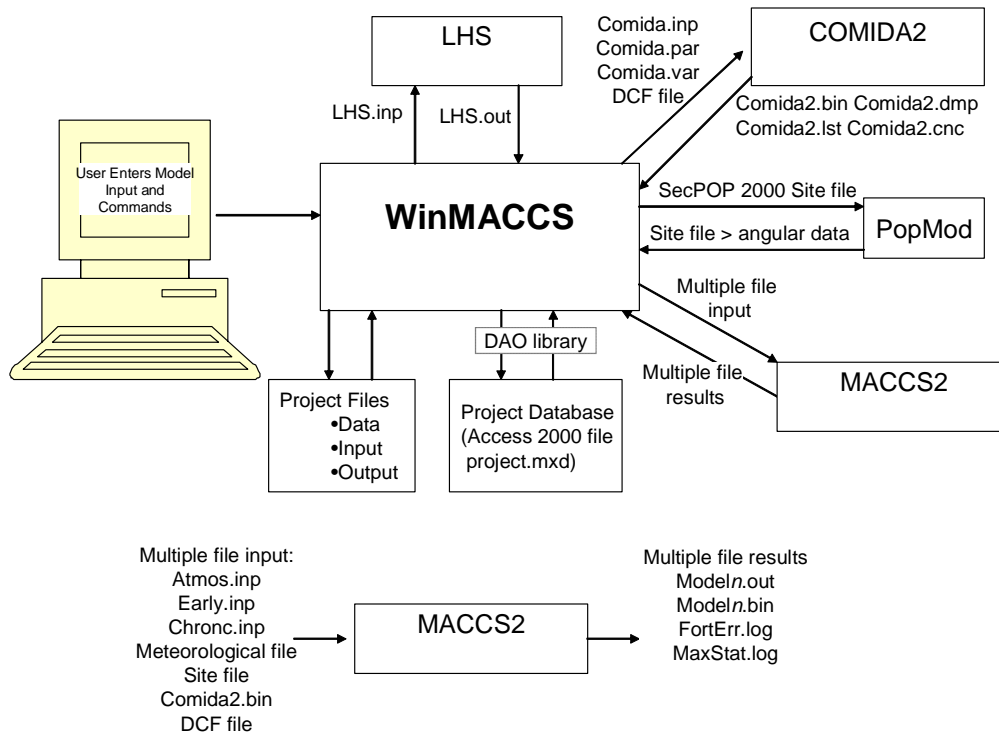 LHS
LHS.inp
LHS.out
Comida.inp
Comida.par
Comida.var
DCF file
COMIDA2
Comida2.bin Comida2.dmp
Comida2.lst Comida2.cnc
User Enters Model
Input and
Commands
WinMACCS
SecPOP 2000 Site file
Site file > angular data
PopMod
Multiple file
input
Multiple file
results
MACCS2
DAO library
Project Files
•Data
•Input
•Output
Project Database
(Access 2000 file
project.mxd)
Multiple file input:
Atmos.inp
Early.inp
Chronc.inp
Meteorological file
Site file
Comida2.bin
DCF file
MACCS2
Multiple file results
Modeln.out
Modeln.bin
FortErr.log
MaxStat.log